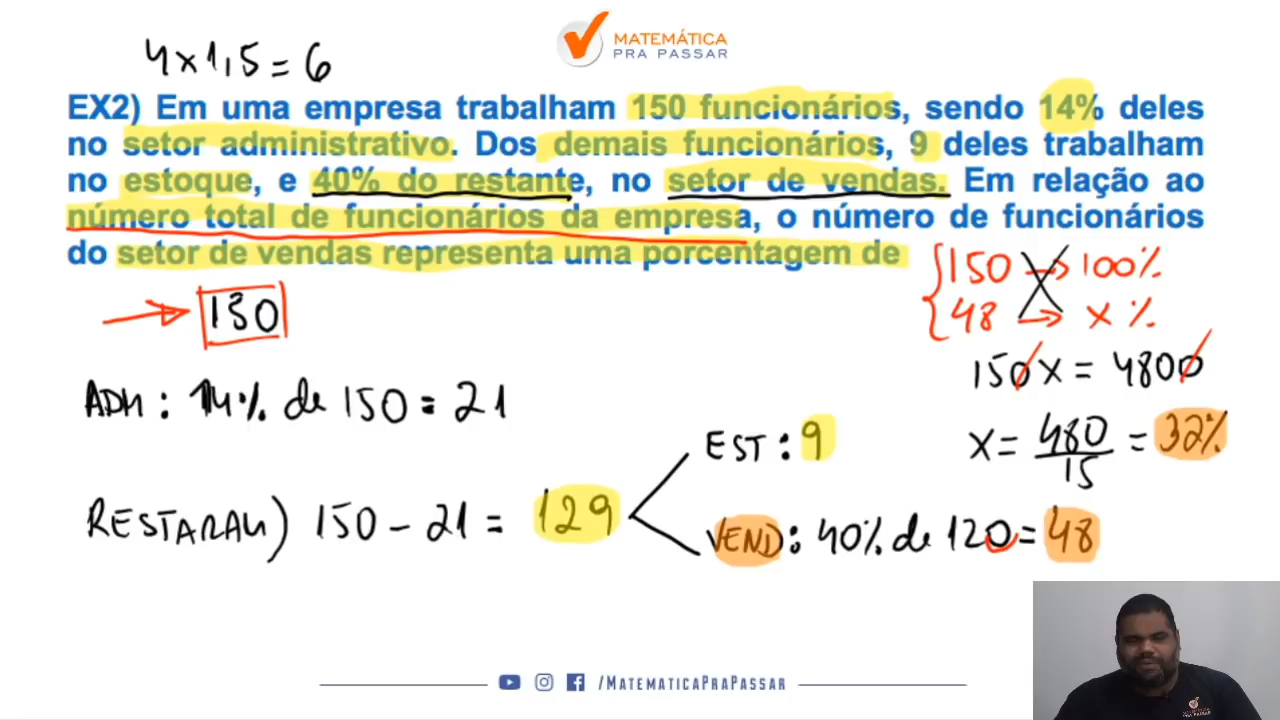 MATEMÁTICA
PRA PASSAR
4 x 1,5 = 6
EX2) Em uma empresa trabalham 150 funcionários, sendo 14% deles
no setor administrativo. Dos demais funcionários, 9 deles trabalham
no estoque, e 40% do restante, no setor de vendas. Em relação ao
número total de funcionários da empresa, o número de funcionários
do setor de vendas representa uma porcentagem de
150 → 100%
48 → x %
150
150x = 4800
ADM : 14% de 150 = 21
EST : 9
x = 480/15 = 32%
RESTARAM) 150 - 21 = 129
VEND : 40% de 120 = 48
/MATEMATICAPRAPASSAR